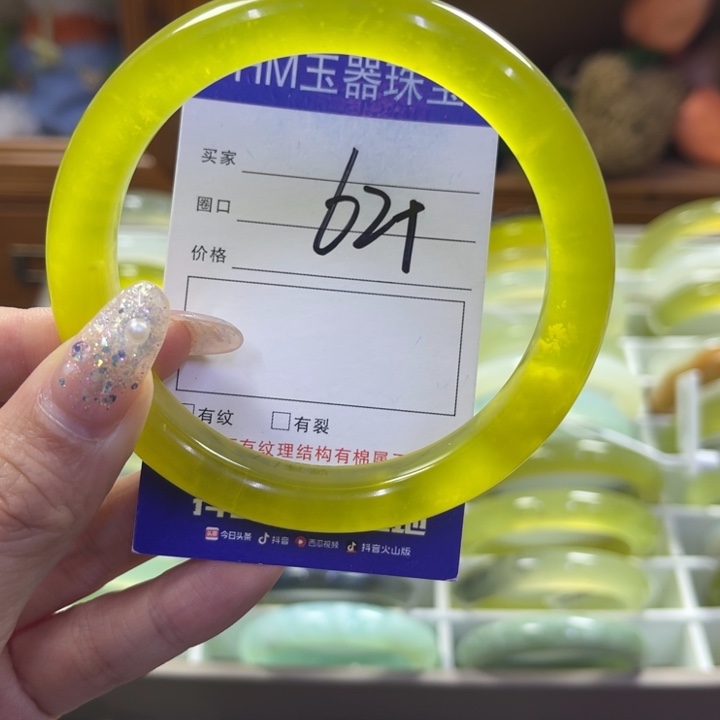 HM玉器珠宝
买家
圈口
价格
62+
有纹 有裂
有纹理结构有棉属
今日头条 抖音 西瓜视频 抖音火山版